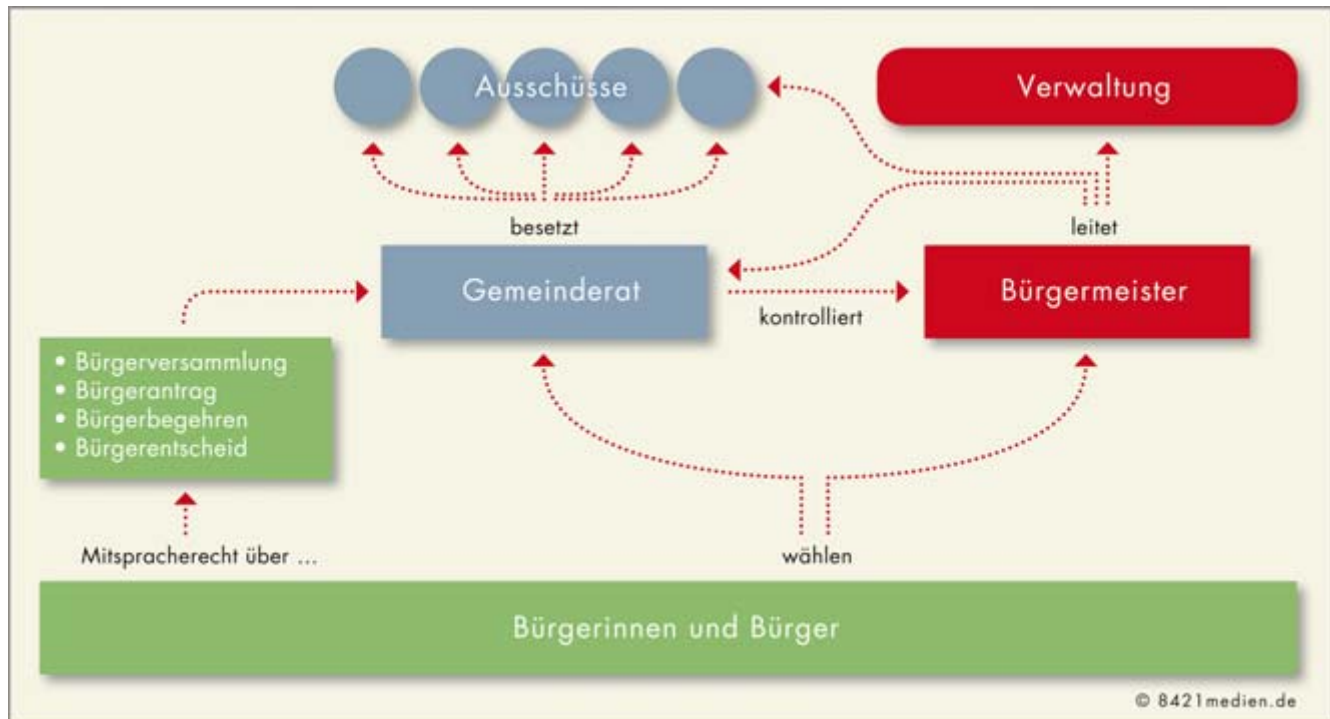 Ausschüsse
Verwaltung
besetzt
leitet
Gemeinderat
Bürgermeister
kontrolliert
• Bürgerversammlung
• Bürgerantrag
• Bürgerbegehren
• Bürgerentscheid
Mitspracherecht über ...
wählen
Bürgerinnen und Bürger
© 8421medien.de